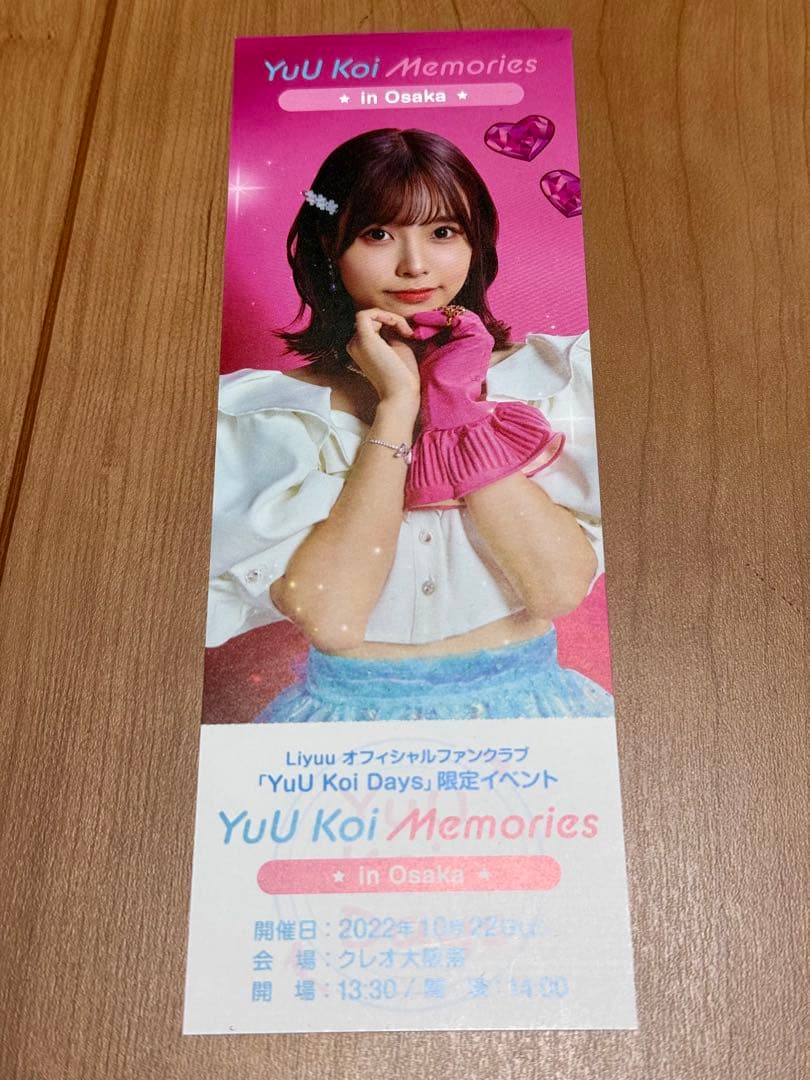 YuU Koi Memories
★ in Osaka ★
Liyuu オフィシャルファンクラブ
「YuU Koi Days」限定イベント
YuU Koi Memories
★ in Osaka ★
開催日：2022年10月22日
会 場：クレオ大阪
開 場：13:30 / 開 演：14:00